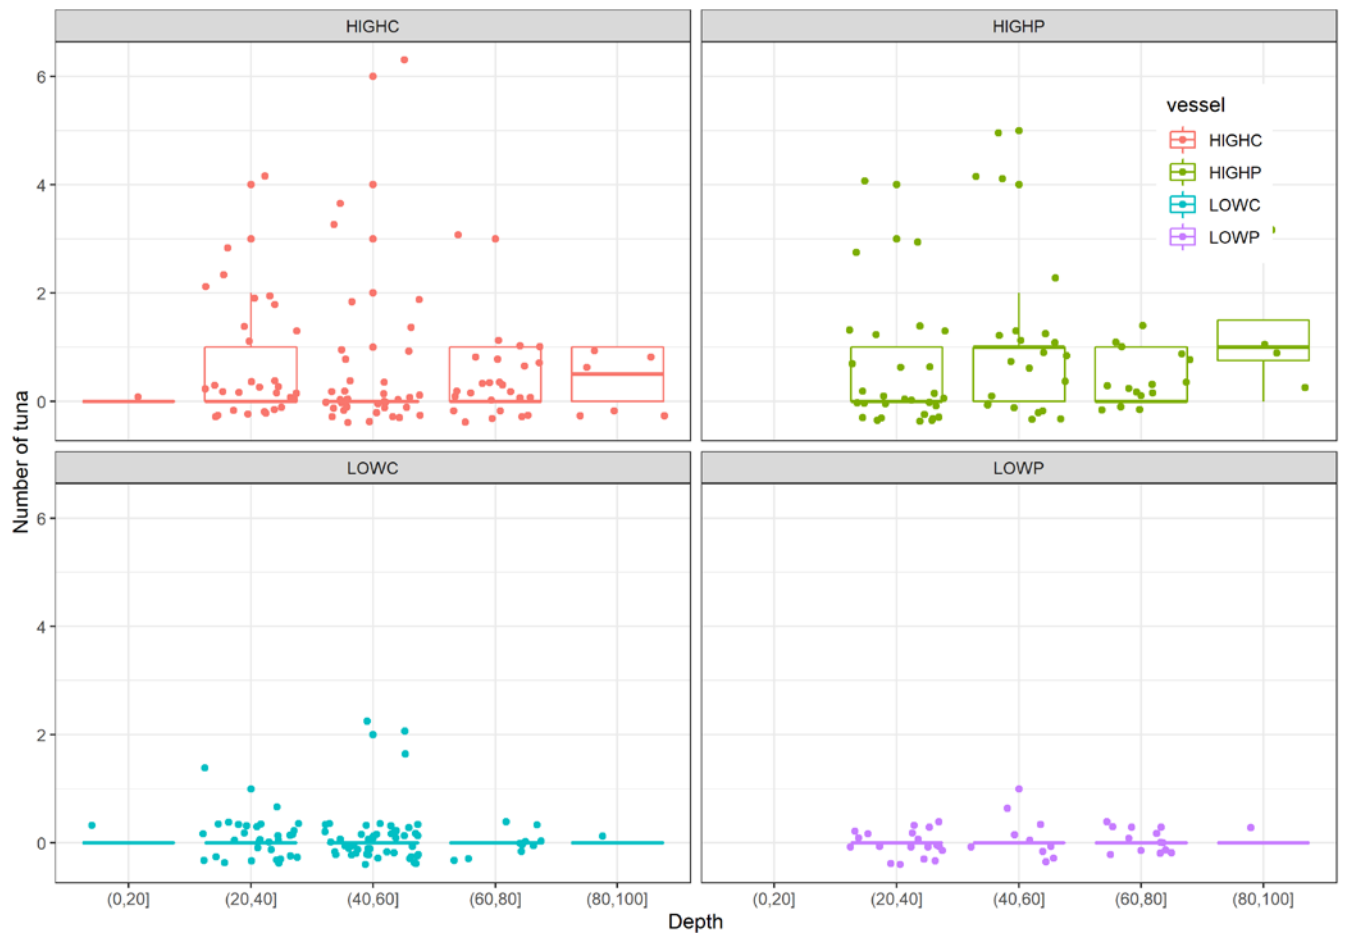 HIGHC
HIGHP
6
4
2
0
vessel
HIGHC
HIGHP
LOWC
LOWP
Number of tuna
LOWC
LOWP
6
4
2
0
(0,20]
(20,40]
(40,60]
(60,80]
(80,100]
(0,20]
(20,40]
(40,60]
(60,80]
(80,100]
Depth